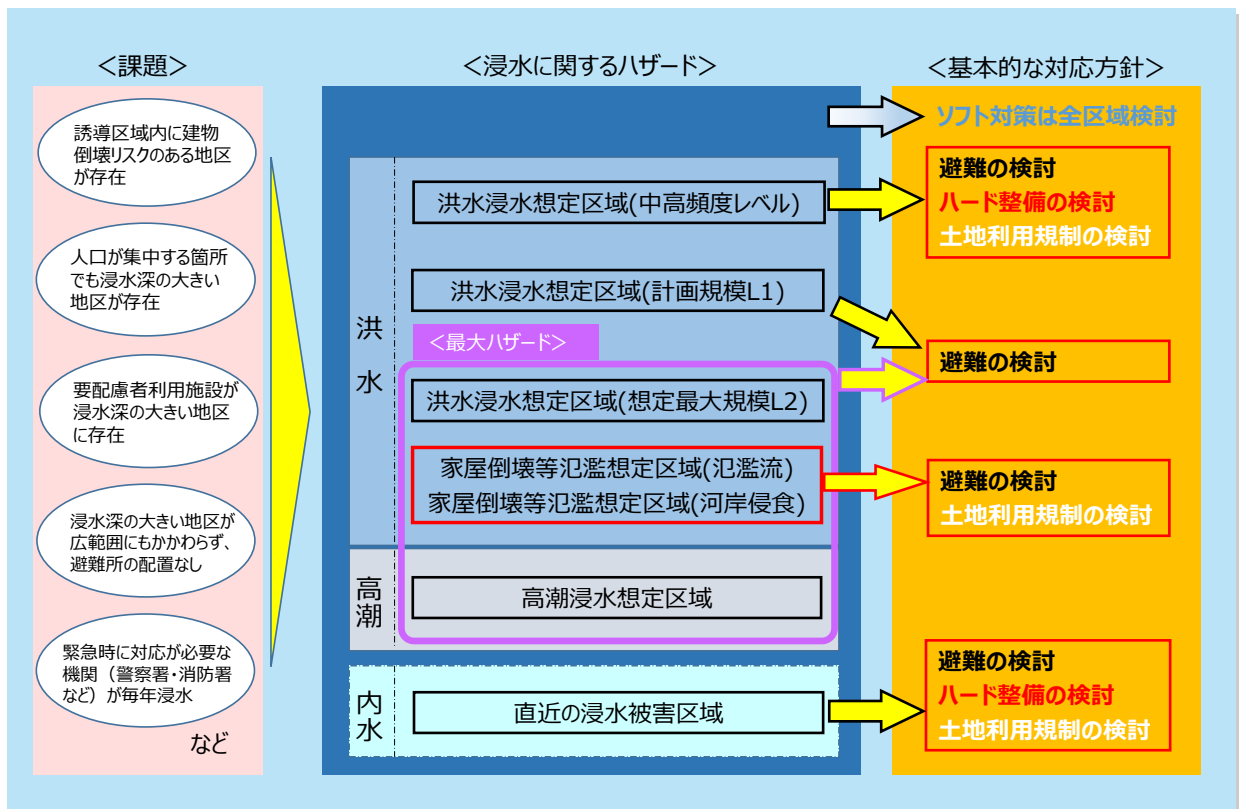 <課題>
誘導区域内に建物
倒壊リスクのある地区
が存在
人口が集中する箇所
でも浸水深の大きい
地区が存在
要配慮者利用施設が
浸水深の大きい地区
に存在
浸水深の大きい地区が
広範囲にもかかわらず、
避難所の配置なし
緊急時に対応が必要な
機関（警察署・消防署
など）が毎年浸水
など
<浸水に関するハザード>
洪水
洪水浸水想定区域(中高頻度レベル)
洪水浸水想定区域(計画規模L1)
<最大ハザード>
洪水浸水想定区域(想定最大規模L2)
家屋倒壊等氾濫想定区域(氾濫流)
家屋倒壊等氾濫想定区域(河岸侵食)
高潮
高潮浸水想定区域
内水
直近の浸水被害区域
<基本的な対応方針>
ソフト対策は全区域検討
避難の検討
ハード整備の検討
土地利用規制の検討
避難の検討
避難の検討
土地利用規制の検討
避難の検討
ハード整備の検討
土地利用規制の検討